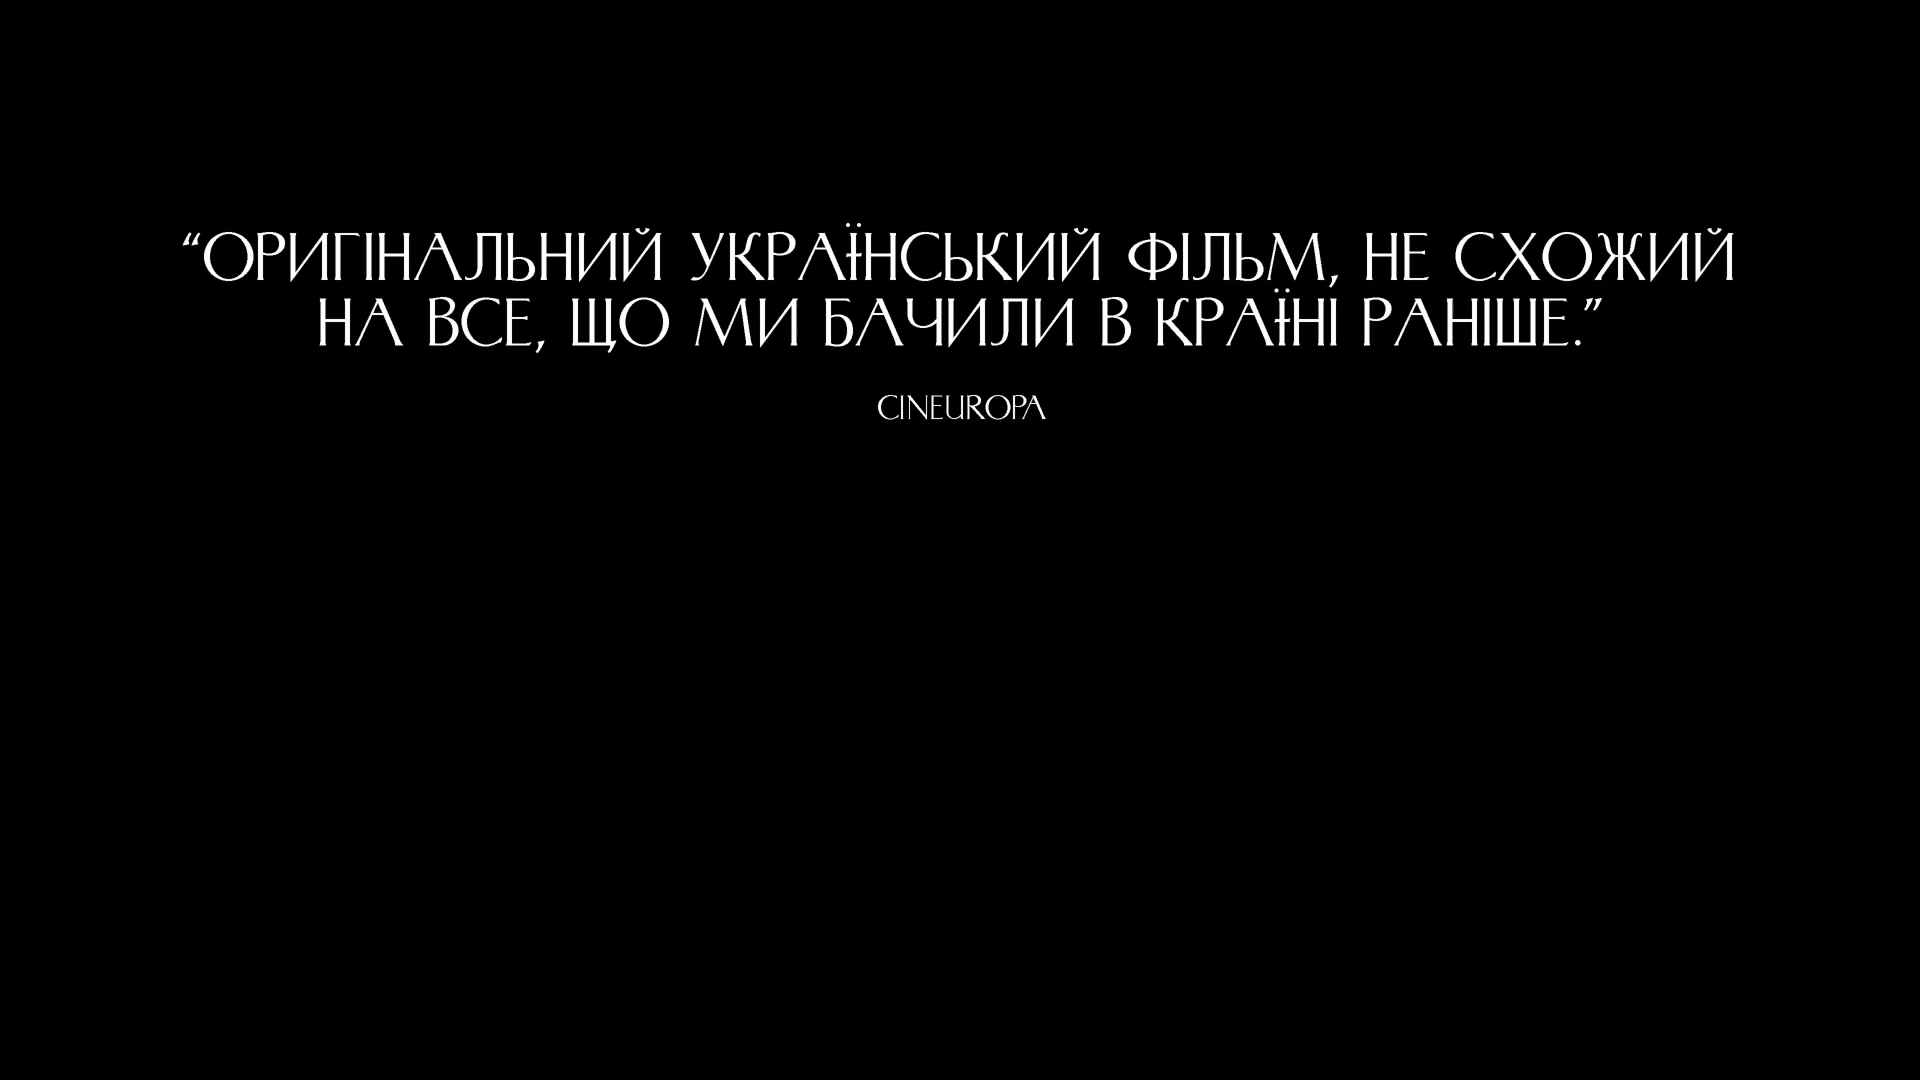 “ОРИГІНАЛЬНИЙ УКРАЇНСЬКИЙ ФІЛЬМ, НЕ СХОЖИЙ
НА ВСЕ, ЩО МИ БАЧИЛИ В КРАЇНІ РАНІШЕ.”
CINEUROPA